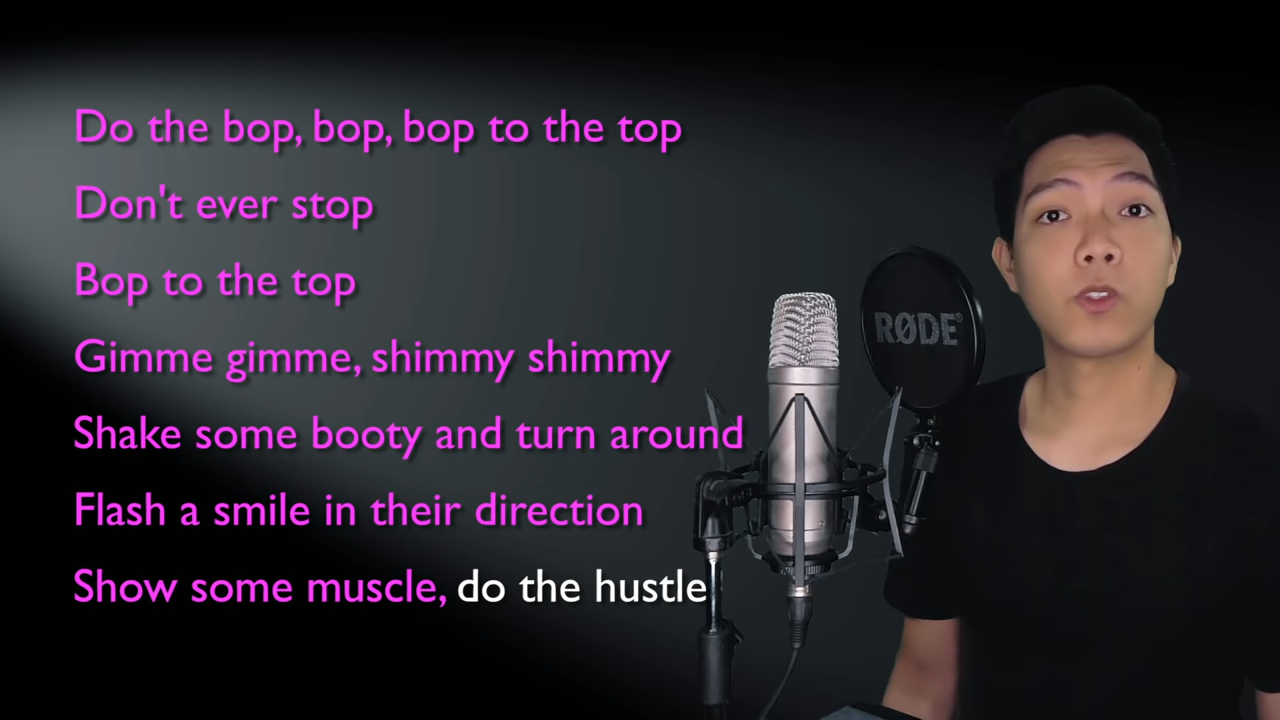 Do the bop, bop, bop to the top
Don't ever stop
Bop to the top
Gimme gimme, shimmy shimmy
Shake some booty and turn around
Flash a smile in their direction
Show some muscle, do the hustle
RØDE®